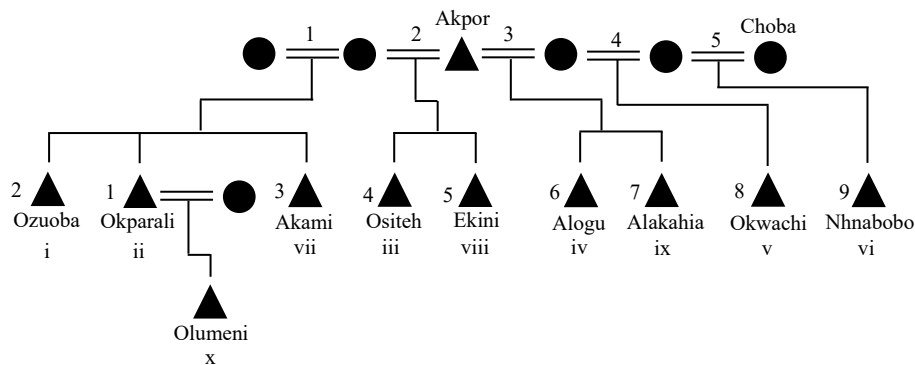 Akpor
1 2 3 4 5 Choba
2 1 3 4 5 6 7 8 9
Ozuoba Okparali Akami Ositeh Ekini Alogu Alakahia Okwachi Nhnabobo
i ii vii iii viii iv ix v vi
Olumeni
x